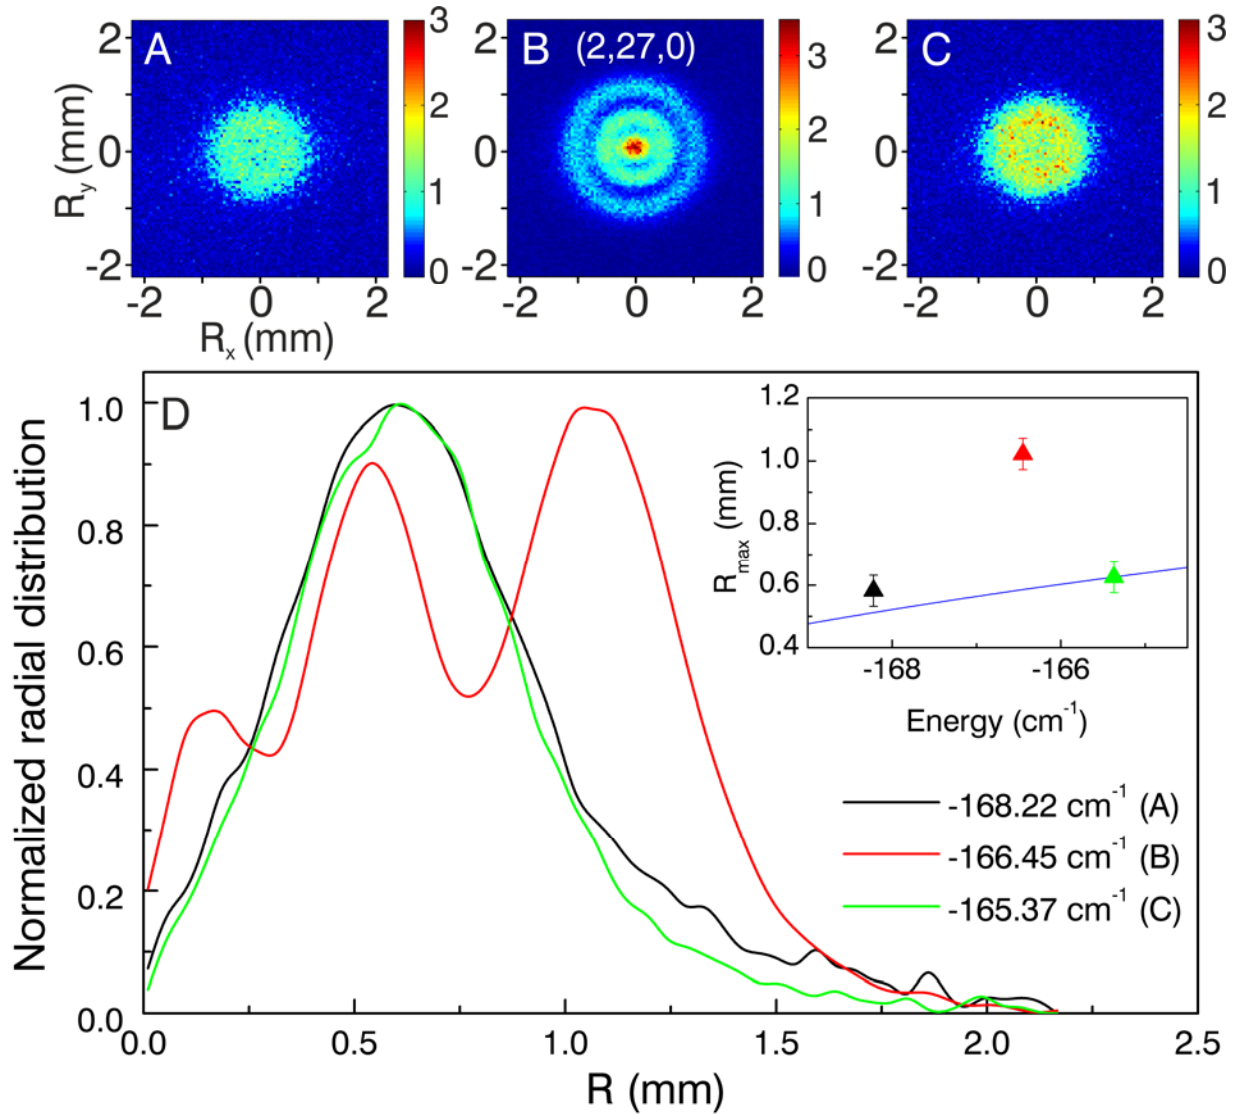 A
B (2,27,0)
C
2
0
-2
R_y (mm)
-2 0 2
R_x (mm)
3
2
1
0
2
0
-2
-2 0 2
3
2
1
0
2
0
-2
-2 0 2
3
2
1
0
D
Normalized radial distribution
1.0
0.8
0.6
0.4
0.2
0.0
0.0 0.5 1.0 1.5 2.0 2.5
R (mm)
1.2
1.0
0.8
0.6
0.4
R_max (mm)
-168 -166
Energy (cm⁻¹)
-168.22 cm⁻¹ (A)
-166.45 cm⁻¹ (B)
-165.37 cm⁻¹ (C)